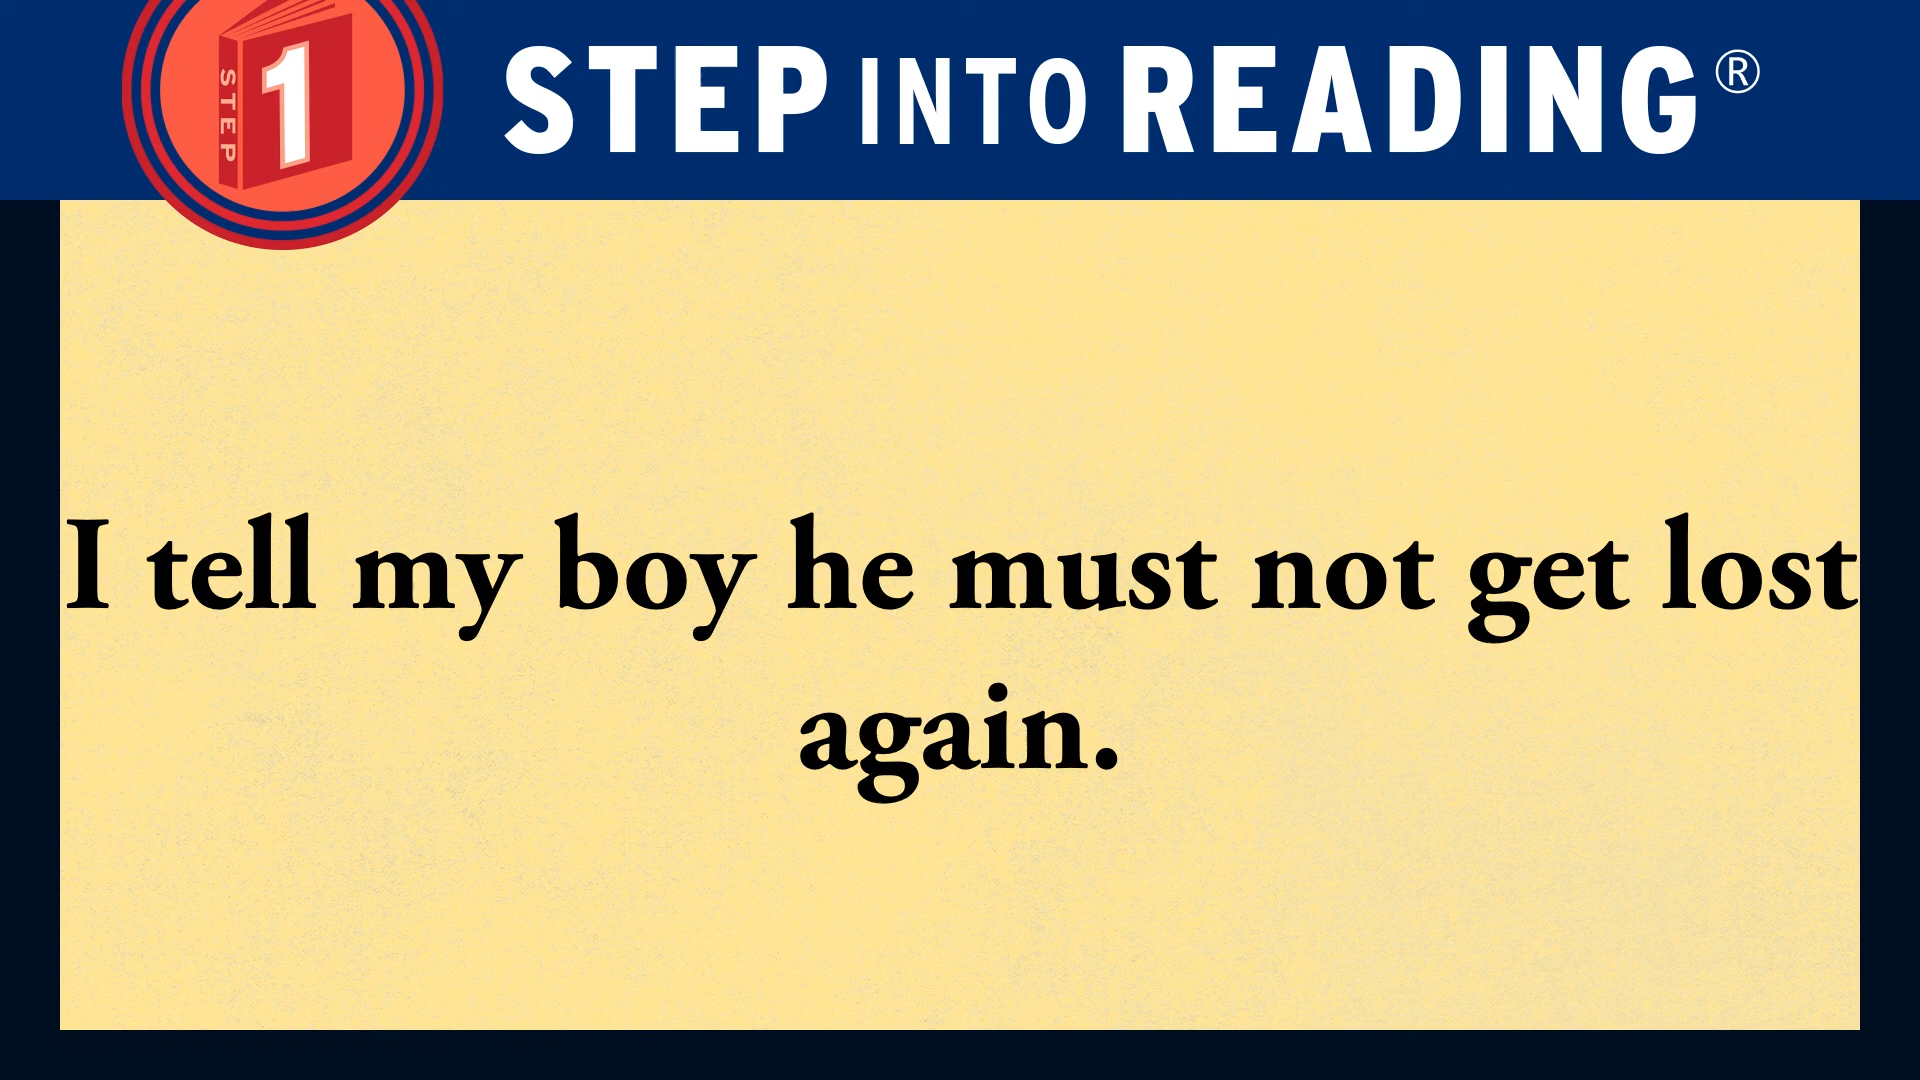 STEP 1
STEP INTO READING®
I tell my boy he must not get lost
again.